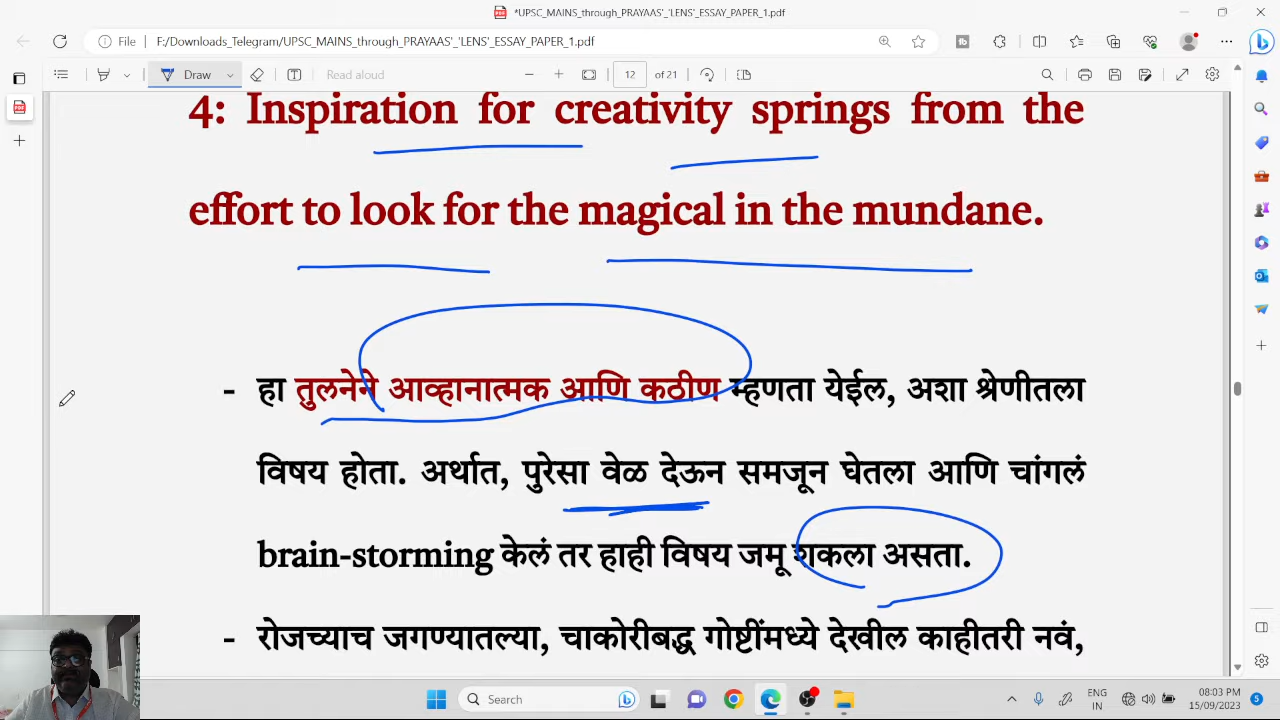 *UPSC_MAINS_through_PRAYAAS'_'LENS'_ESSAY_PAPER_1.pdf
File F:/Downloads_Telegram/UPSC_MAINS_through_PRAYAAS'_'LENS'_ESSAY_PAPER_1.pdf
Draw Read aloud 12 of 21
4: Inspiration for creativity springs from the
effort to look for the magical in the mundane.
- हा तुलनेने आव्हानात्मक आणि कठीण म्हणता येईल, अशा श्रेणीतला
विषय होता. अर्थात, पुरेसा वेळ देऊन समजून घेतला आणि चांगलं
brain-storming केलं तर हाही विषय जमू शकला असता.
- रोजच्याच जगण्यातल्या, चाकोरीबद्ध गोष्टींमध्ये देखील काहीतरी नवं,
Search
ENG
IN
08:03 PM
15/09/2023
5